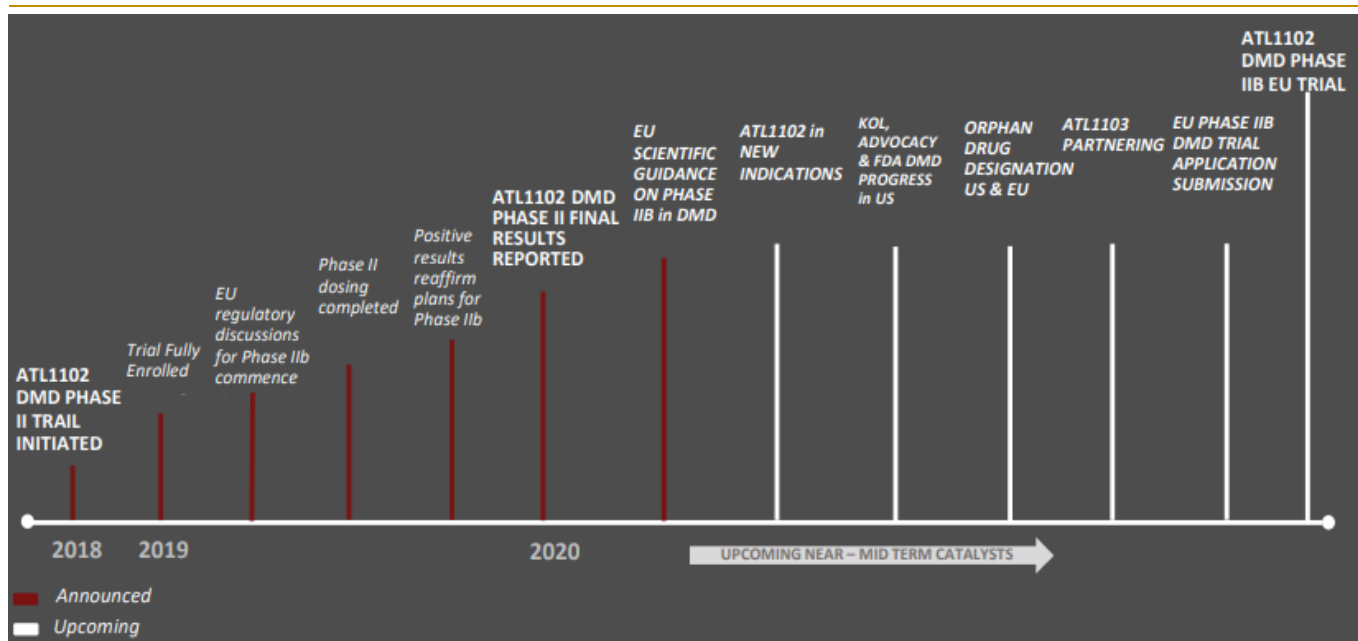 ATL1102
DMD PHASE
II TRAIL
INITIATED
Trial Fully
Enrolled
EU
regulatory
discussions
for Phase IIb
commence
Phase II
dosing
completed
Positive
results
reaffirm
plans for
Phase IIb
ATL1102 DMD
PHASE II FINAL
RESULTS
REPORTED
EU
SCIENTIFIC
GUIDANCE
ON PHASE
IIB in DMD
ATL1102 in
NEW
INDICATIONS
KOL,
ADVOCACY
& FDA DMD
PROGRESS
in US
ORPHAN
DRUG
DESIGNATION
US & EU
ATL1103
PARTNERING
EU PHASE IIB
DMD TRIAL
APPLICATION
SUBMISSION
ATL1102
DMD PHASE
IIB EU TRIAL
2018
2019
2020
UPCOMING NEAR – MID TERM CATALYSTS
Announced
Upcoming